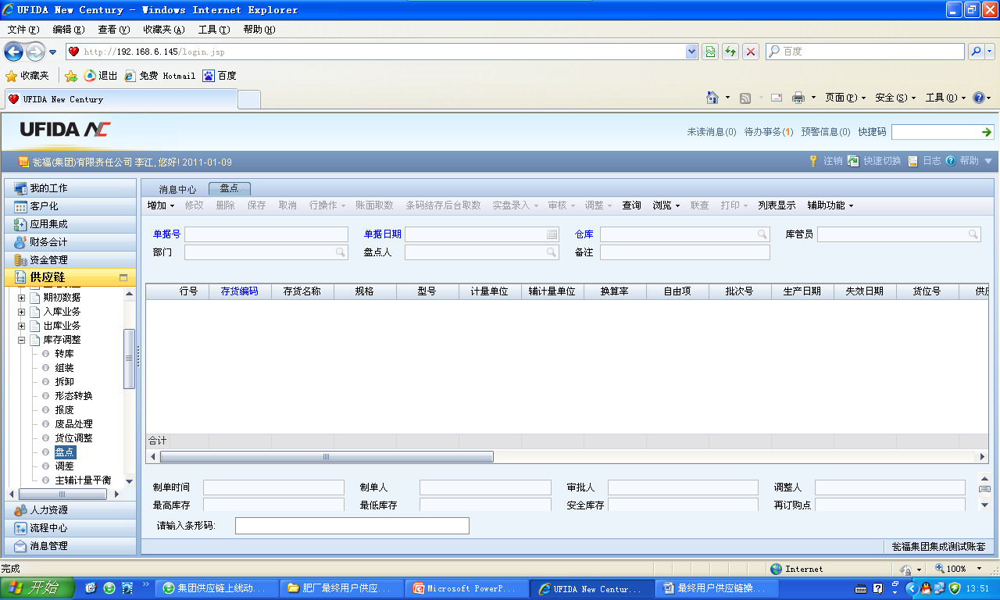 UFIDA New Century - Windows Internet Explorer
文件(F) 编辑(E) 查看(V) 收藏夹(A) 工具(T) 帮助(H)
http://192.168.6.145/login.jsp 百度
收藏夹 退出 免费 Hotmail 百度
UFIDA New Century 页面(P) 安全(S) 工具(O)
UFIDA NC 未读消息(0) 待办事务(1) 预警信息(0) 快捷码
瓮福(集团)有限责任公司 李江, 您好! 2011-01-09 注销 快速切换 日志 帮助
我的工作
客户化
应用集成
财务会计
资金管理
供应链
期初数据
入库业务
出库业务
库存调整
转库
组装
拆卸
形态转换
报废
废品处理
货位调整
盘点
调差
主辅计量平衡
人力资源
流程中心
消息管理
消息中心 盘点
增加 修改 删除 保存 取消 行操作 账面取数 条码结存后台取数 实盘录入 审核 调整 查询 浏览 联查 打印 列表显示 辅助功能
单据号 单据日期 仓库 库管员
部门 盘点人 备注
行号 存货编码 存货名称 规格 型号 计量单位 辅计量单位 换算率 自由项 批次号 生产日期 失效日期 货位号
合计
制单时间 制单人 审批人 调整人
最高库存 最低库存 安全库存 再订购点
请输入条形码:
瓮福集团集成测试账套
完成 Internet 100%
开始 集团供应链上线动... 肥厂最终用户供应... Microsoft PowerP... UFIDA New Centur... 最终用户供应链操... 13:51